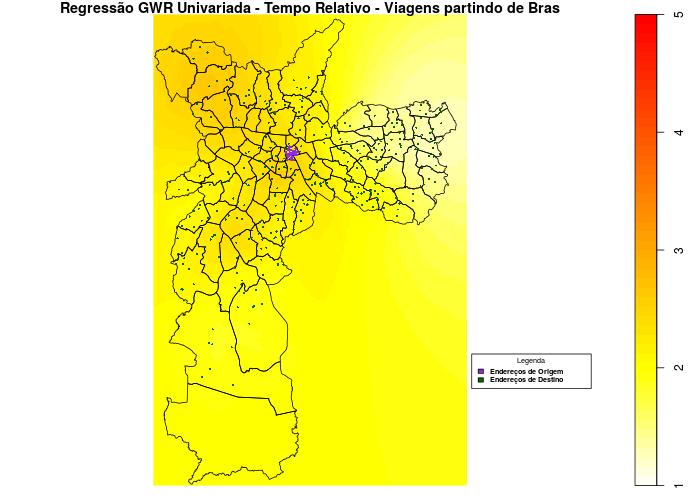 Regressão GWR Univariada - Tempo Relativo - Viagens partindo de Bras
5
4
3
2
1
Legenda
Endereços de Origem
Endereços de Destino